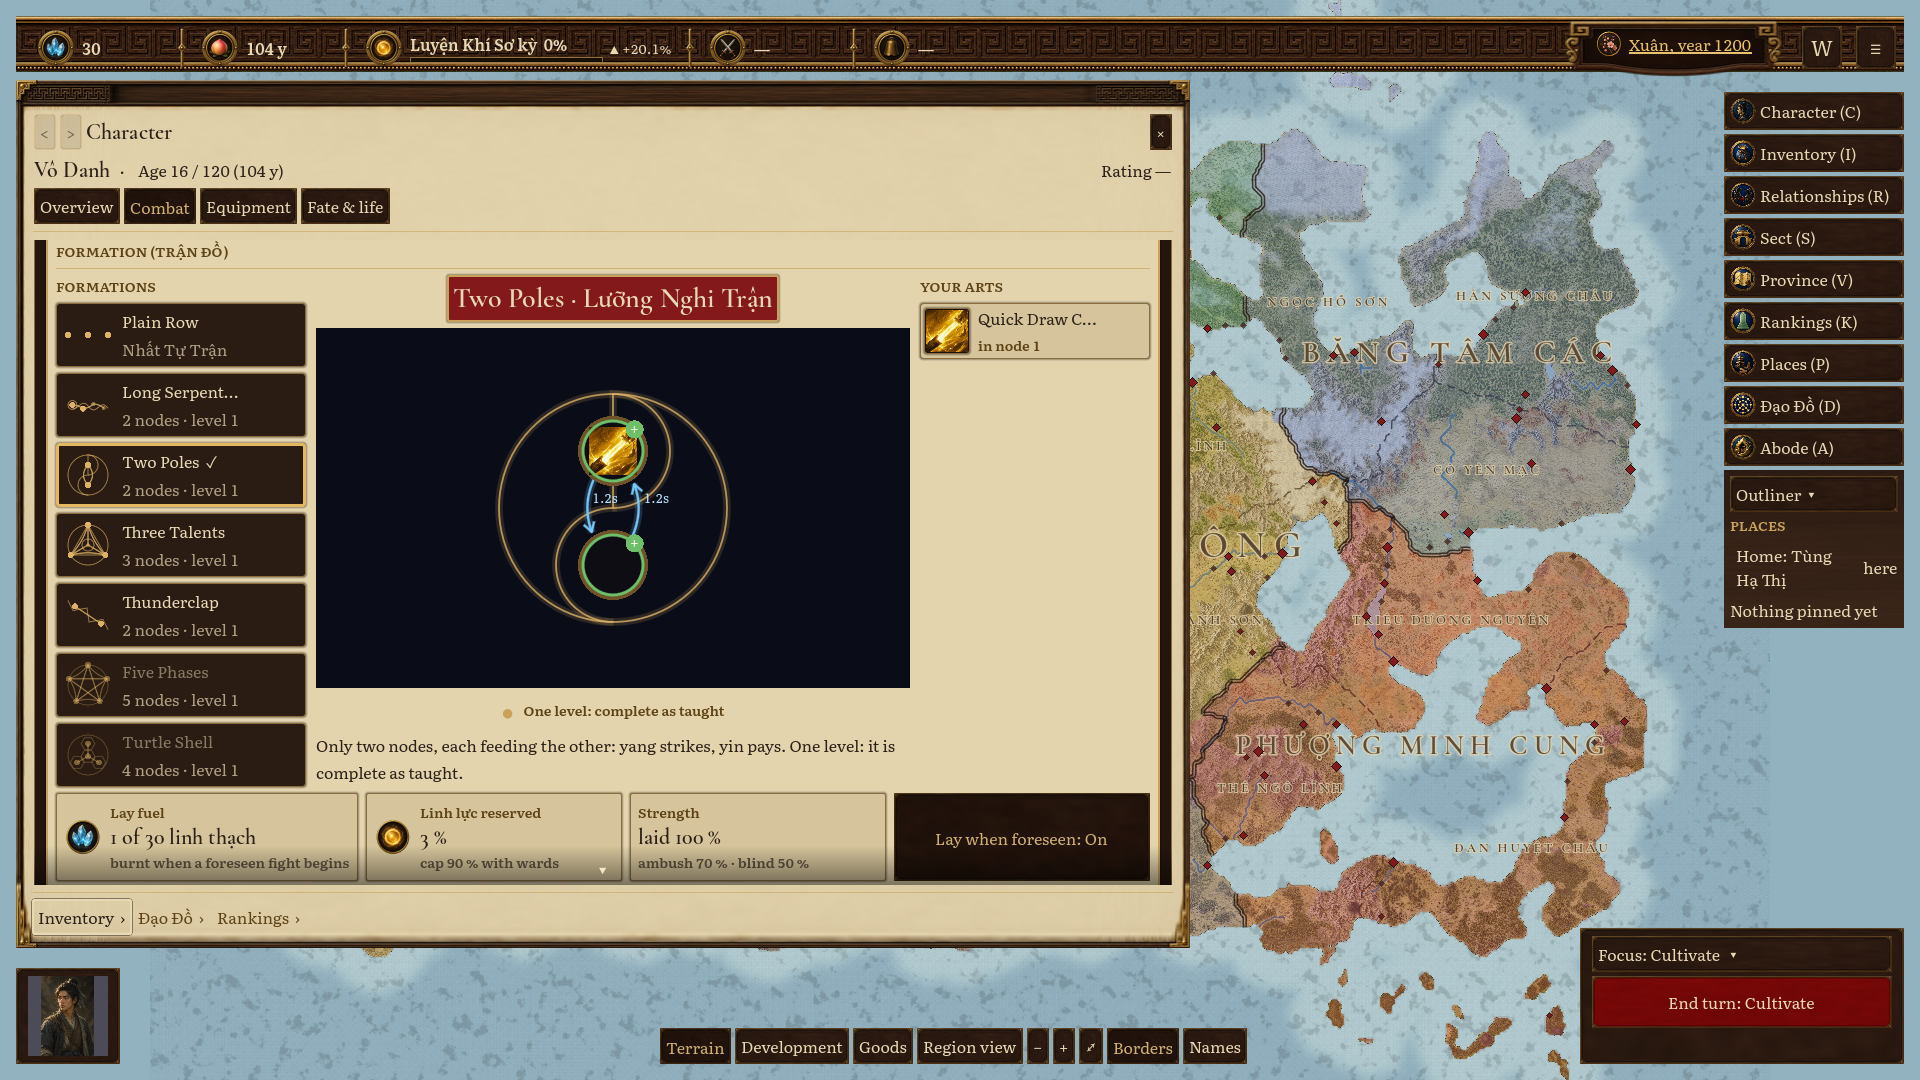 30
104 y
Luyện Khí Sơ kỳ 0%
▲ +20.1%
—
—
Xuân, year 1200
W
☰
< > Character
×
Vô Danh · Age 16 / 120 (104 y)
Rating —
Overview
Combat
Equipment
Fate & life
FORMATION (TRẬN ĐỒ)
FORMATIONS
Plain Row
Nhất Tự Trận
Long Serpent…
2 nodes · level 1
Two Poles ✓
2 nodes · level 1
Three Talents
3 nodes · level 1
Thunderclap
2 nodes · level 1
Five Phases
5 nodes · level 1
Turtle Shell
4 nodes · level 1
Two Poles · Lưỡng Nghi Trận
+
1.2s
1.2s
+
One level: complete as taught
Only two nodes, each feeding the other: yang strikes, yin pays. One level: it is
complete as taught.
YOUR ARTS
Quick Draw C…
in node 1
Lay fuel
1 of 30 linh thạch
burnt when a foreseen fight begins
Linh lực reserved
3 %
cap 90 % with wards
Strength
laid 100 %
ambush 70 % · blind 50 %
Lay when foreseen: On
Inventory ›
Đạo Đồ ›
Rankings ›
NGỌC HỒ SƠN
HÀN SƯƠNG CHÂU
BĂNG TÂM CÁC
CÔ YÊN MẠC
ÔNG
TRIỀU DƯƠNG NGUYÊN
PHƯỢNG MINH CUNG
THÊ NGÔ LĨNH
ĐAN HUYỆT CHÂU
Character (C)
Inventory (I)
Relationships (R)
Sect (S)
Province (V)
Rankings (K)
Places (P)
Đạo Đồ (D)
Abode (A)
Outliner ▾
PLACES
Home: Tùng
Hạ Thị
here
Nothing pinned yet
Focus: Cultivate ▾
End turn: Cultivate
Terrain
Development
Goods
Region view
−
+
⤢
Borders
Names